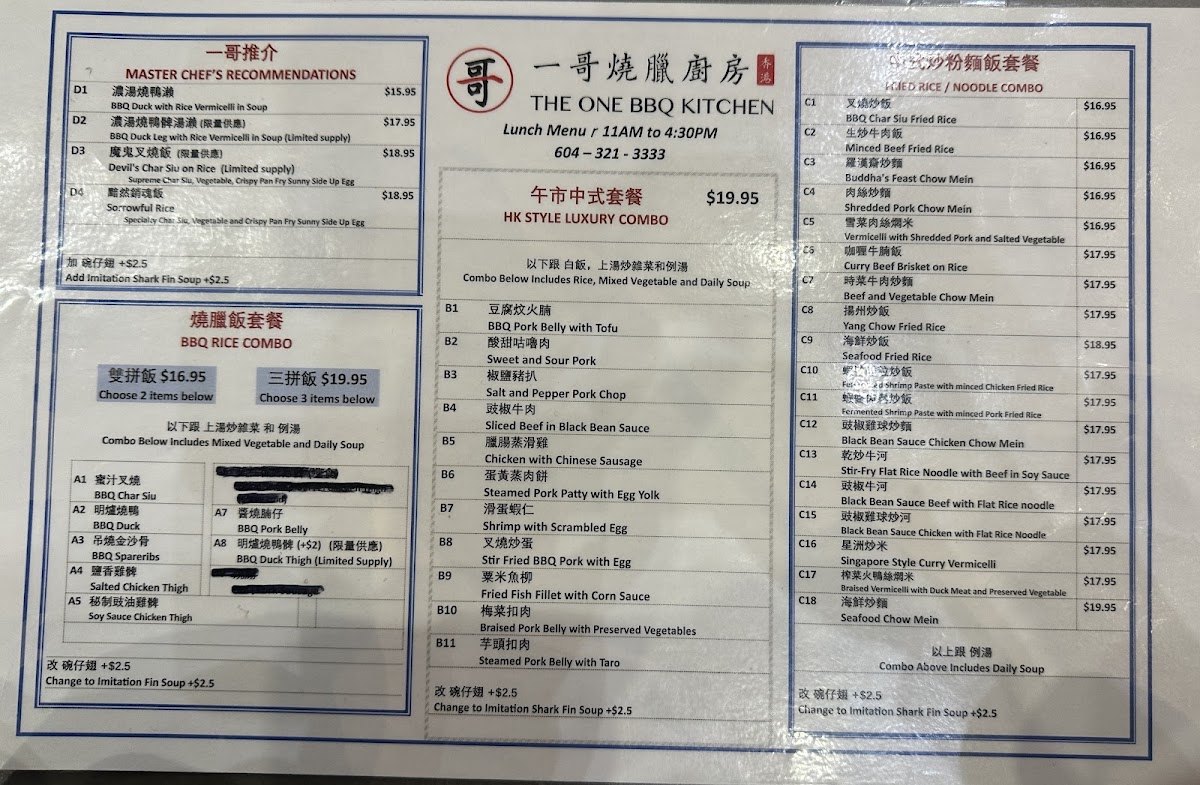 一哥推介
MASTER CHEF'S RECOMMENDATIONS
D1 濃湯燒鴨瀨 $15.95
BBQ Duck with Rice Vermicelli in Soup
D2 濃湯燒鴨髀湯瀨 (限量供應) $17.95
BBQ Duck Leg with Rice Vermicelli in Soup (Limited supply)
D3 魔鬼叉燒飯 (限量供應) $18.95
Devil's Char Siu on Rice (Limited supply)
Supreme Char Siu, Vegetable, Crispy Pan Fry Sunny Side Up Egg
D4 黯然銷魂飯 $18.95
Sorrowful Rice
Specialty Char Siu, Vegetable and Crispy Pan Fry Sunny Side Up Egg
加 碗仔翅 +$2.5
Add Imitation Shark Fin Soup +$2.5
燒臘飯套餐
BBQ RICE COMBO
雙拼飯 $16.95
Choose 2 items below
三拼飯 $19.95
Choose 3 items below
以下跟 上湯炒雜菜 和 例湯
Combo Below Includes Mixed Vegetable and Daily Soup
A1 蜜汁叉燒
BBQ Char Siu
A2 明爐燒鴨
BBQ Duck
A3 吊燒金沙骨
BBQ Spareribs
A4 鹽香雞髀
Salted Chicken Thigh
A5 秘制豉油雞髀
Soy Sauce Chicken Thigh
A7 醬燒腩仔
BBQ Pork Belly
A8 明爐燒鴨髀 (+$2) (限量供應)
BBQ Duck Thigh (Limited Supply)
改 碗仔翅 +$2.5
Change to Imitation Fin Soup +$2.5
哥
一哥燒臘廚房
香港
THE ONE BBQ KITCHEN
Lunch Menu r 11AM to 4:30PM
604 – 321 - 3333
午市中式套餐 $19.95
HK STYLE LUXURY COMBO
以下跟 白飯，上湯炒雜菜和例湯
Combo Below Includes Rice, Mixed Vegetable and Daily Soup
B1 豆腐炆火腩
BBQ Pork Belly with Tofu
B2 酸甜咕嚕肉
Sweet and Sour Pork
B3 椒鹽豬扒
Salt and Pepper Pork Chop
B4 豉椒牛肉
Sliced Beef in Black Bean Sauce
B5 臘腸蒸滑雞
Chicken with Chinese Sausage
B6 蛋黃蒸肉餅
Steamed Pork Patty with Egg Yolk
B7 滑蛋蝦仁
Shrimp with Scrambled Egg
B8 叉燒炒蛋
Stir Fried BBQ Pork with Egg
B9 粟米魚柳
Fried Fish Fillet with Corn Sauce
B10 梅菜扣肉
Braised Pork Belly with Preserved Vegetables
B11 芋頭扣肉
Steamed Pork Belly with Taro
改 碗仔翅 +$2.5
Change to Imitation Shark Fin Soup +$2.5
炒粉麵飯套餐
FRIED RICE / NOODLE COMBO
C1 叉燒炒飯 $16.95
BBQ Char Siu Fried Rice
C2 生炒牛肉飯 $16.95
Minced Beef Fried Rice
C3 羅漢齋炒麵 $16.95
Buddha's Feast Chow Mein
C4 肉絲炒麵 $16.95
Shredded Pork Chow Mein
C5 雪菜肉絲燜米 $16.95
Vermicelli with Shredded Pork and Salted Vegetable
C6 咖喱牛腩飯 $17.95
Curry Beef Brisket on Rice
C7 時菜牛肉炒麵 $17.95
Beef and Vegetable Chow Mein
C8 揚州炒飯 $17.95
Yang Chow Fried Rice
C9 海鮮炒飯 $18.95
Seafood Fried Rice
C10 炒飯 $17.95
Fermented Shrimp Paste with minced Chicken Fried Rice
C11 炒飯 $17.95
Fermented Shrimp Paste with minced Pork Fried Rice
C12 豉椒雞球炒麵 $17.95
Black Bean Sauce Chicken Chow Mein
C13 乾炒牛河 $17.95
Stir-Fry Flat Rice Noodle with Beef in Soy Sauce
C14 豉椒牛河 $17.95
Black Bean Sauce Beef with Flat Rice noodle
C15 豉椒雞球炒河 $17.95
Black Bean Sauce Chicken with Flat Rice Noodle
C16 星洲炒米 $17.95
Singapore Style Curry Vermicelli
C17 榨菜火鴨絲燜米 $17.95
Braised Vermicelli with Duck Meat and Preserved Vegetable
C18 海鮮炒麵 $19.95
Seafood Chow Mein
以上跟 例湯
Combo Above Includes Daily Soup
改 碗仔翅 +$2.5
Change to Imitation Shark Fin Soup +$2.5